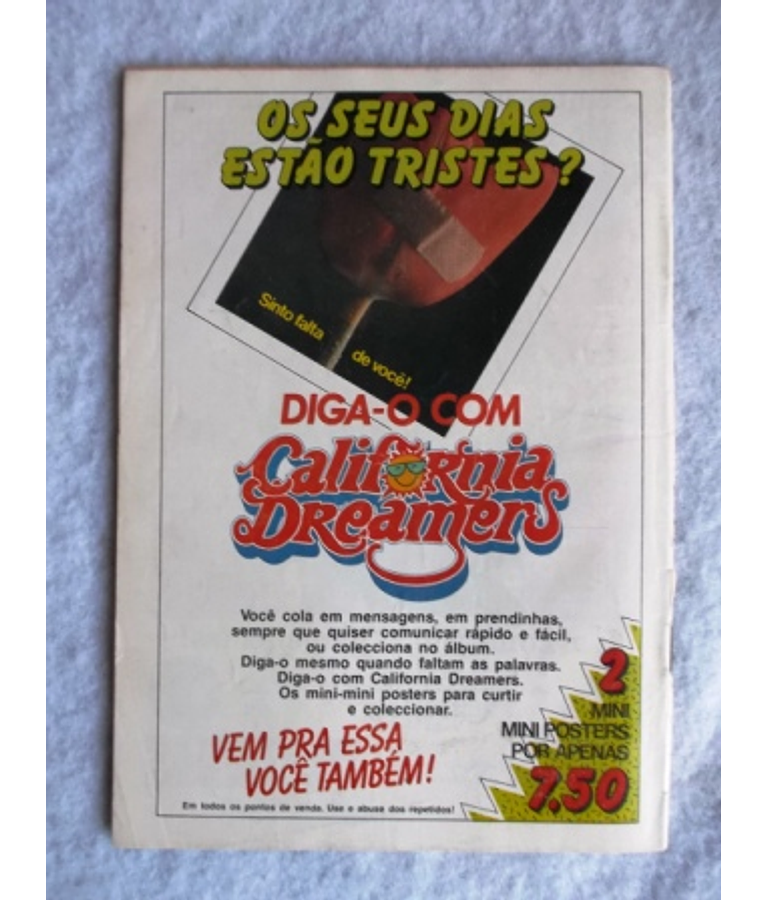 OS SEUS DIAS
ESTÃO TRISTES?
Sinto falta
de você!
DIGA-O COM
California
Dreamers
Você cola em mensagens, em prendinhas,
sempre que quiser comunicar rápido e fácil,
ou colecciona no álbum.
Diga-o mesmo quando faltam as palavras.
Diga-o com California Dreamers.
Os mini-mini posters para curtir
e coleccionar.
VEM PRA ESSA
VOCÊ TAMBÉM!
Em todos os pontos de venda. Use e abuse dos repetidos!
2
MINI
MINI POSTERS
POR APENAS
7.50